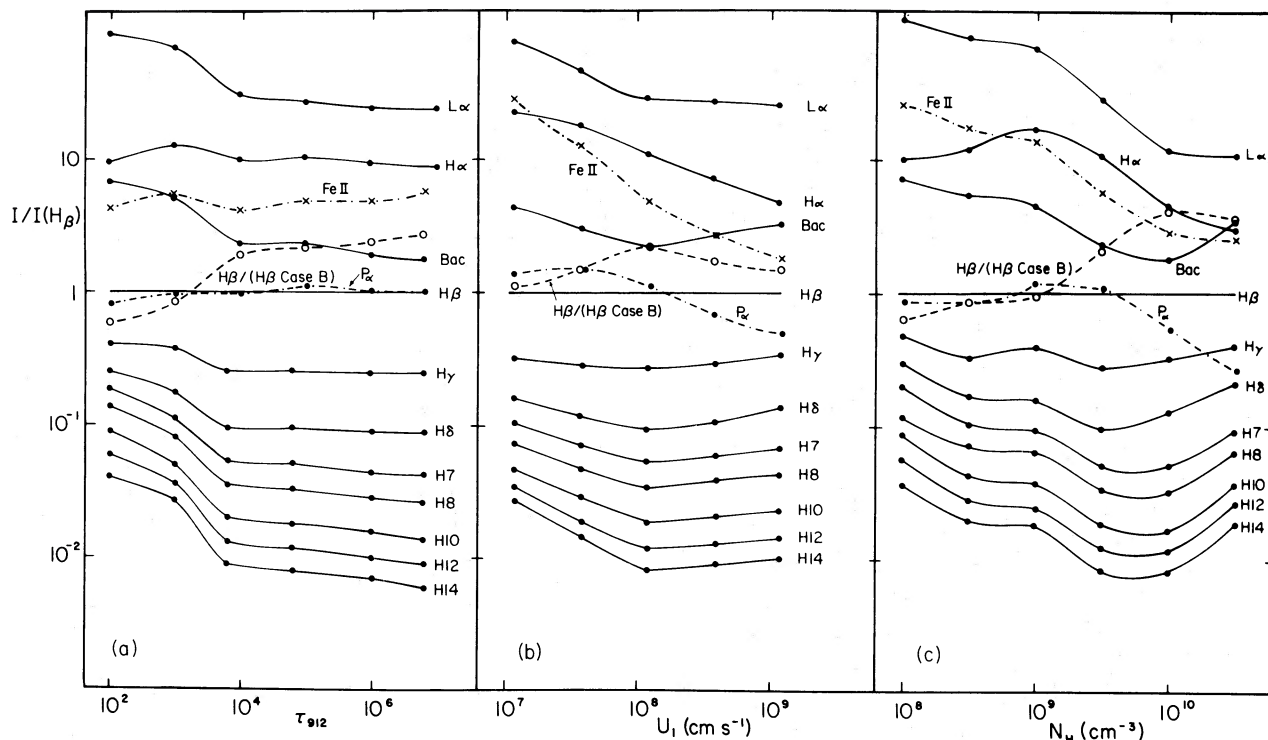 I/I(Hβ)
10
1
10⁻¹
10⁻²
Lα
Hα
Fe II
Bac
Hβ/(Hβ Case B)
Pα
Hβ
Hγ
Hδ
H7
H8
H10
H12
H14
(a)
10² 10⁴ 10⁶
τ₉₁₂
Lα
Fe II
Hα
Bac
Hβ
Hβ/(Hβ Case B)
Pα
Hγ
Hδ
H7
H8
H10
H12
H14
(b)
10⁷ 10⁸ 10⁹
U₁ (cm s⁻¹)
Fe II
Lα
Hα
Hβ/(Hβ Case B)
Bac
Hβ
Pα
Hγ
Hδ
H7
H8
H10
H12
H14
(c)
10⁸ 10⁹ 10¹⁰
N_H (cm⁻³)